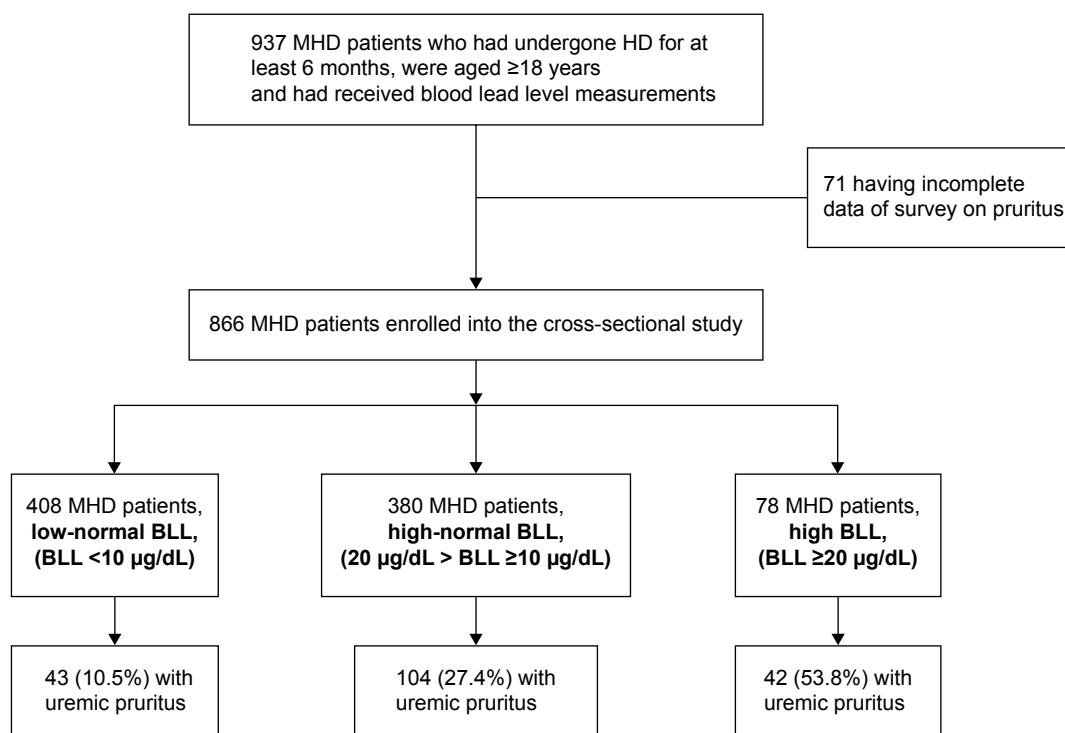 937 MHD patients who had undergone HD for at
least 6 months, were aged ≥18 years
and had received blood lead level measurements
71 having incomplete
data of survey on pruritus
866 MHD patients enrolled into the cross-sectional study
408 MHD patients,
low-normal BLL,
(BLL <10 µg/dL)
380 MHD patients,
high-normal BLL,
(20 µg/dL > BLL ≥10 µg/dL)
78 MHD patients,
high BLL,
(BLL ≥20 µg/dL)
43 (10.5%) with
uremic pruritus
104 (27.4%) with
uremic pruritus
42 (53.8%) with
uremic pruritus